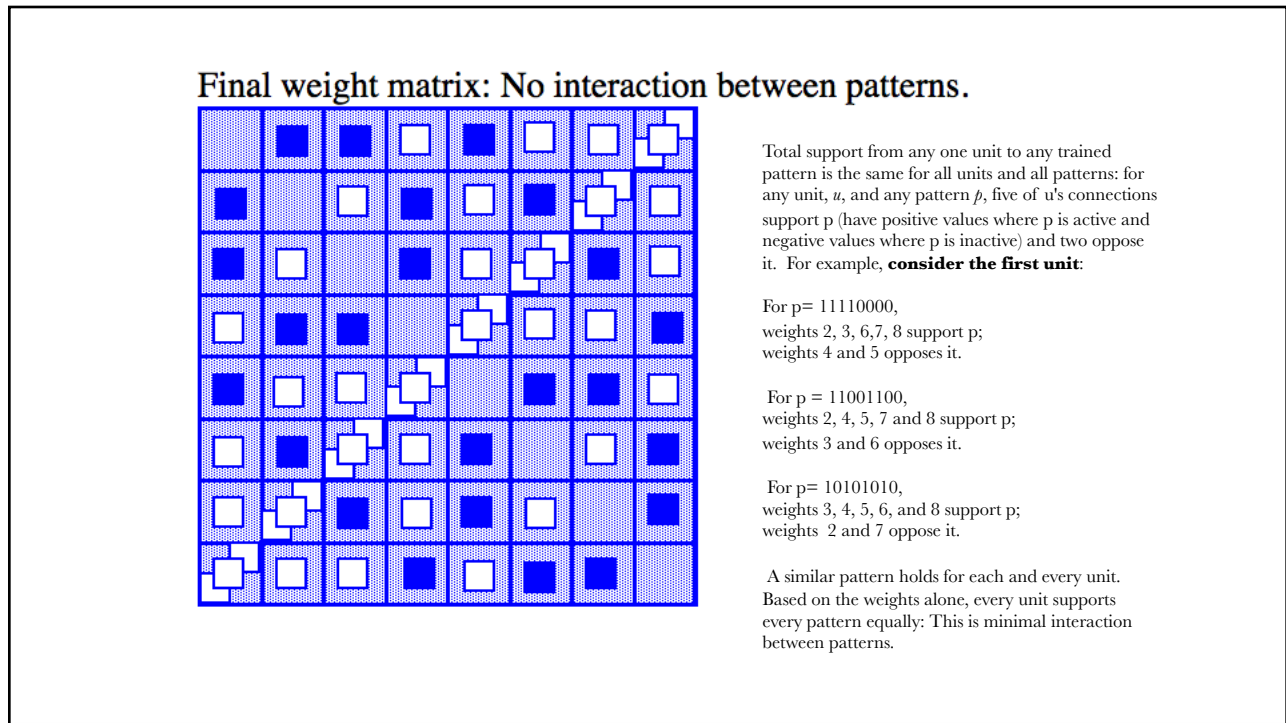 Final weight matrix: No interaction between patterns.
Total support from any one unit to any trained
pattern is the same for all units and all patterns: for
any unit, u, and any pattern p, five of u's connections
support p (have positive values where p is active and
negative values where p is inactive) and two oppose
it. For example, consider the first unit:
For p= 11110000,
weights 2, 3, 6,7, 8 support p;
weights 4 and 5 opposes it.
For p = 11001100,
weights 2, 4, 5, 7 and 8 support p;
weights 3 and 6 opposes it.
For p= 10101010,
weights 3, 4, 5, 6, and 8 support p;
weights 2 and 7 oppose it.
A similar pattern holds for each and every unit.
Based on the weights alone, every unit supports
every pattern equally: This is minimal interaction
between patterns.